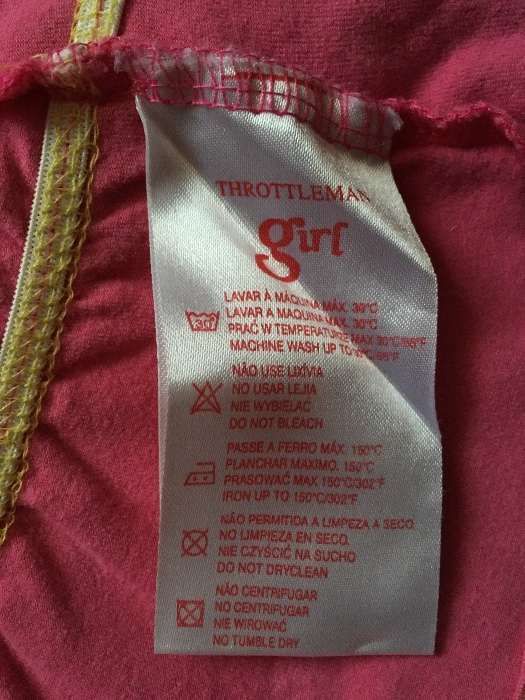 THROTTLEMAN
girl
LAVAR À MÁQUINA MÁX. 30°C
LAVAR A MAQUINA MAX. 30°C
30
PRAĆ W TEMPERATURZE MAX 30°C/86°F
MACHINE WASH UP TO 30°C/86°F
NÃO USE LIXÍVIA
NO USAR LEJIA
NIE WYBIELAĆ
DO NOT BLEACH
PASSE A FERRO MÁX. 150°C
PLANCHAR MAXIMO. 150°C
PRASOWAĆ MAX 150°C/302°F
IRON UP TO 150°C/302°F
NÃO PERMITIDA A LIMPEZA A SECO.
NO LIMPIEZA EN SECO.
NIE CZYŚCIĆ NA SUCHO
DO NOT DRYCLEAN
NÃO CENTRIFUGAR
NO CENTRIFUGAR
NIE WIROWAĆ
NO TUMBLE DRY